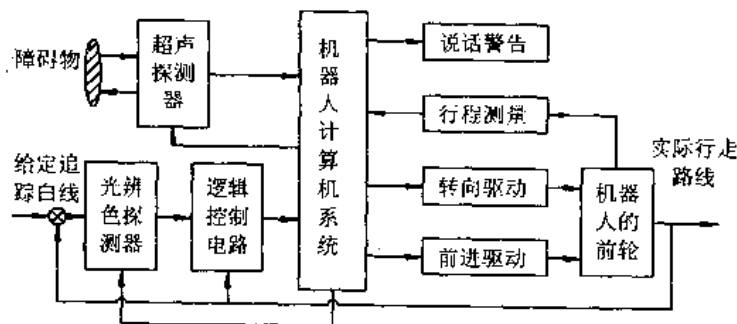 障碍物
超声
探测
器
机
器
人
计
算
机
系
统
说话警告
行程测量
转向驱动
前进驱动
给定追
踪白线
光辨
色探
测器
逻辑
控制
电路
机器
人的
前轮
实际行走
路线